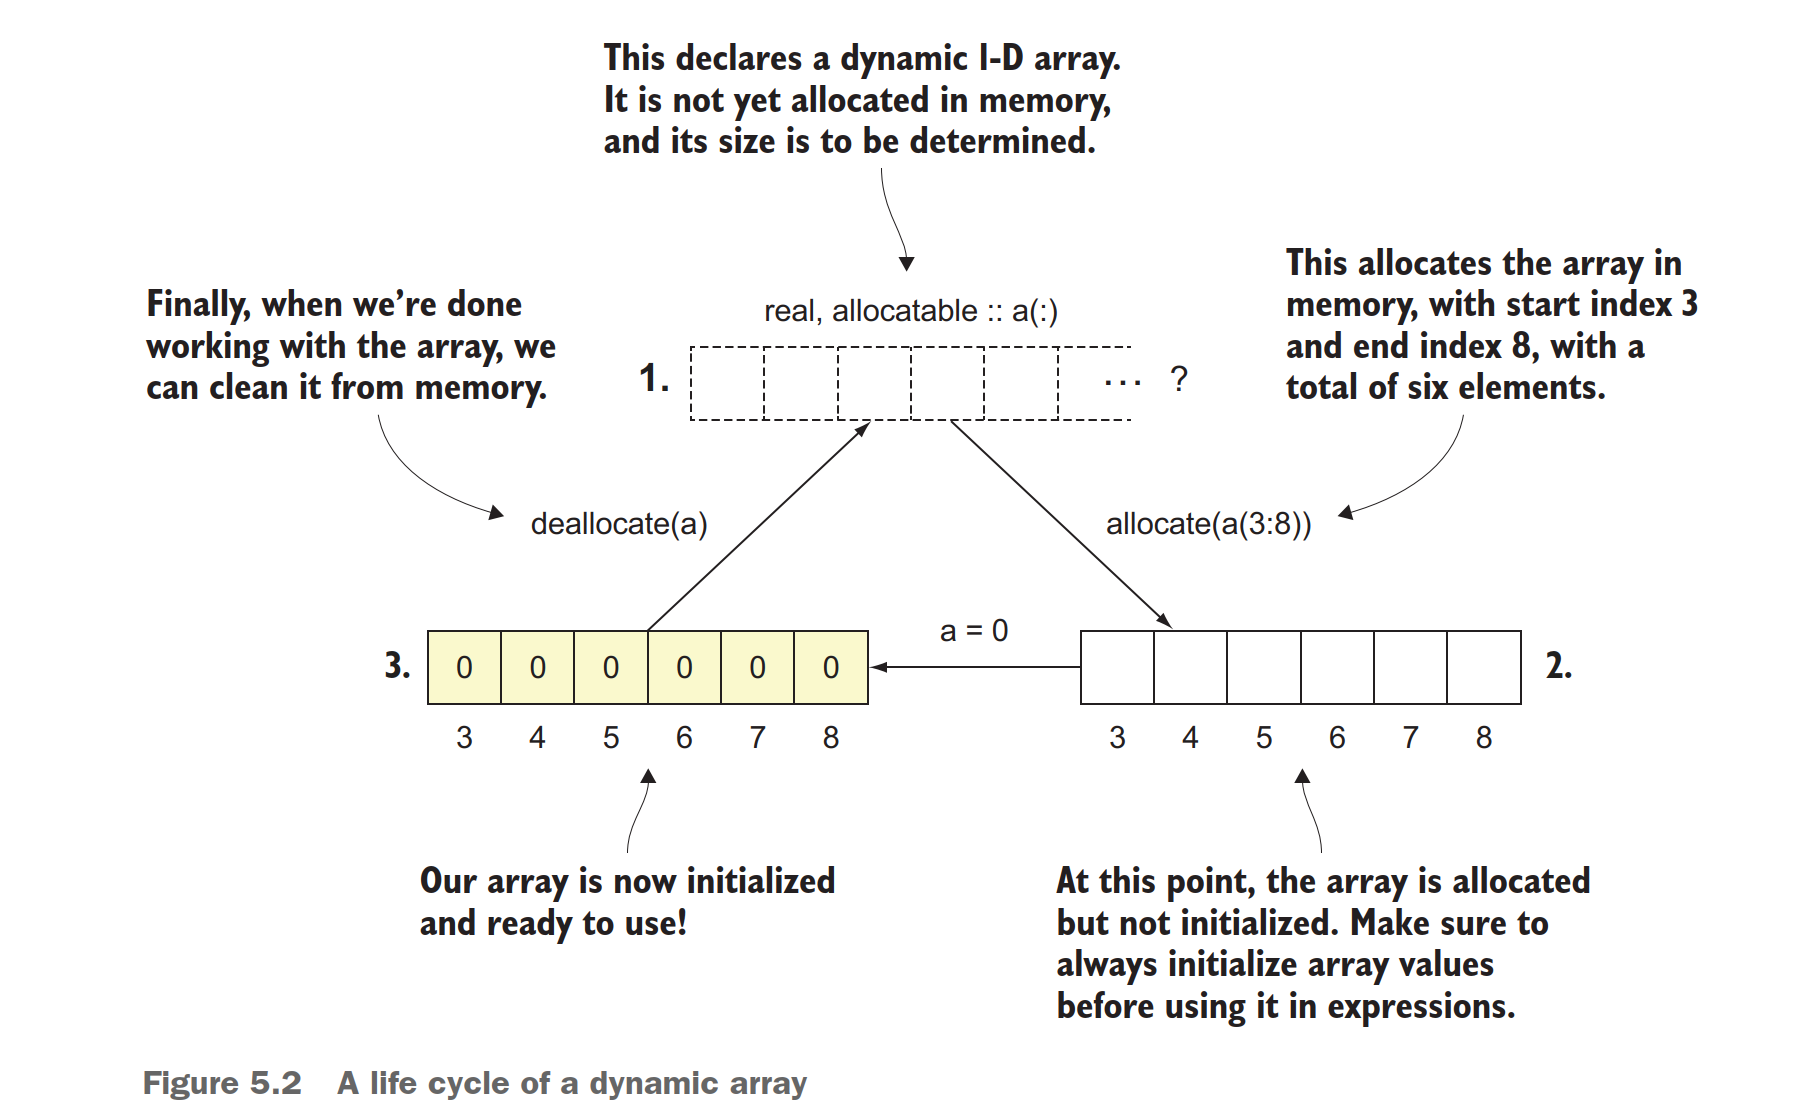 This declares a dynamic 1-D array.
It is not yet allocated in memory,
and its size is to be determined.
This allocates the array in
memory, with start index 3
and end index 8, with a
total of six elements.
Finally, when we're done
working with the array, we
can clean it from memory.
real, allocatable :: a(:)
1.
... ?
deallocate(a)
allocate(a(3:8))
a = 0
3.
0 0 0 0 0 0
3 4 5 6 7 8
2.
3 4 5 6 7 8
Our array is now initialized
and ready to use!
At this point, the array is allocated
but not initialized. Make sure to
always initialize array values
before using it in expressions.
Figure 5.2 A life cycle of a dynamic array